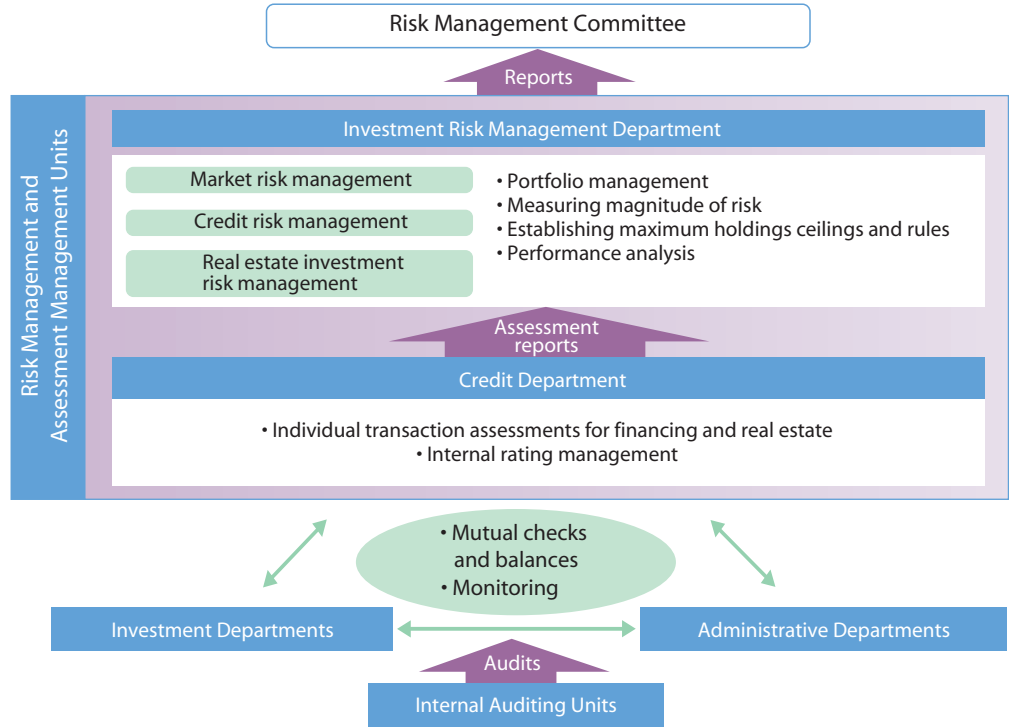 Risk Management Committee
Reports
Risk Management and
Assessment Management Units
Investment Risk Management Department
Market risk management
Credit risk management
Real estate investment
risk management
• Portfolio management
• Measuring magnitude of risk
• Establishing maximum holdings ceilings and rules
• Performance analysis
Assessment
reports
Credit Department
• Individual transaction assessments for financing and real estate
• Internal rating management
• Mutual checks
and balances
• Monitoring
Investment Departments
Administrative Departments
Audits
Internal Auditing Units